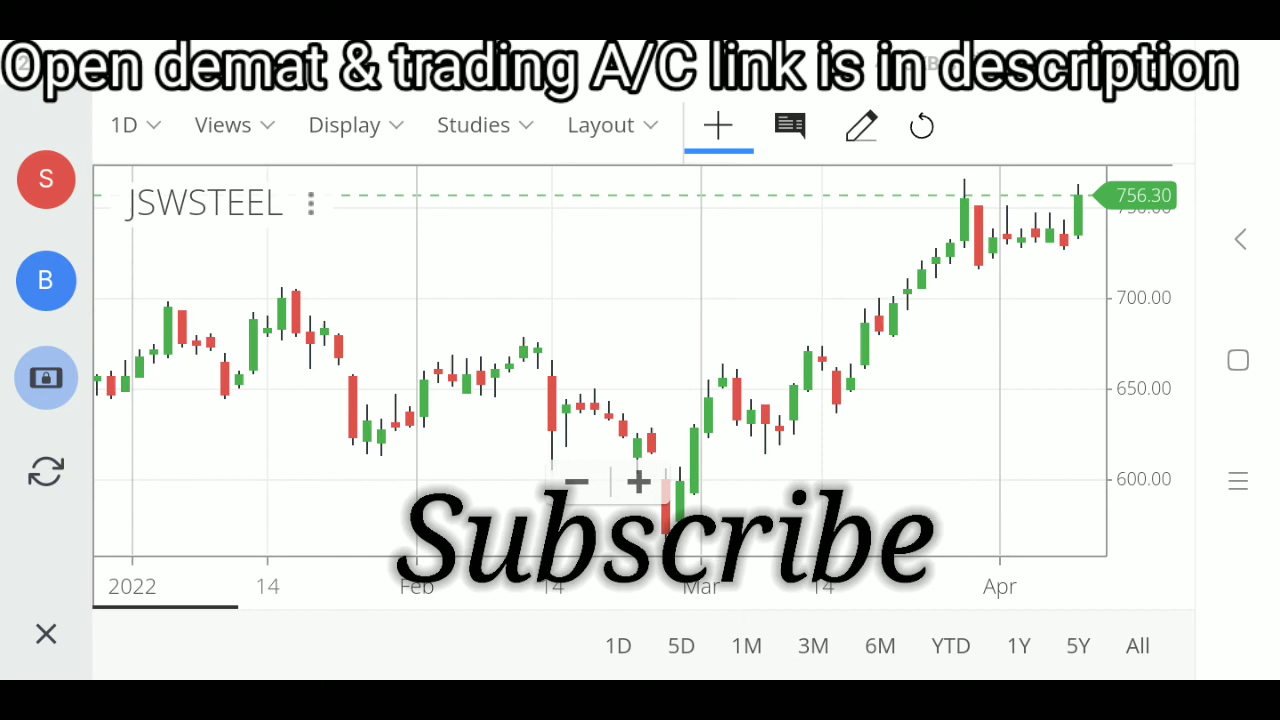 Open demat & trading A/C link is in description
1D Views Display Studies Layout
S
JSWSTEEL
756.30
750.00
B
700.00
650.00
600.00
Subscribe
2022 14 Feb 14 Mar 14 Apr
1D 5D 1M 3M 6M YTD 1Y 5Y All